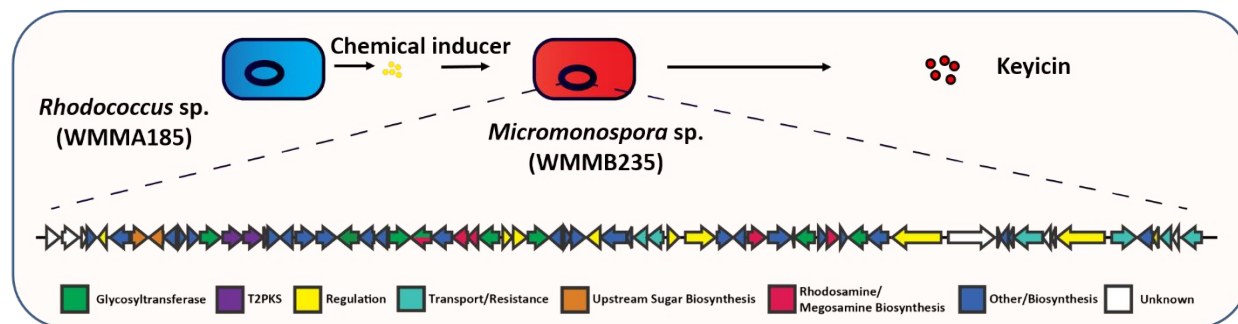 Chemical inducer
Keyicin
Rhodococcus sp.
(WMMA185)
Micromonospora sp.
(WMMB235)
Glycosyltransferase
T2PKS
Regulation
Transport/Resistance
Upstream Sugar Biosynthesis
Rhodosamine/
Megosamine Biosynthesis
Other/Biosynthesis
Unknown